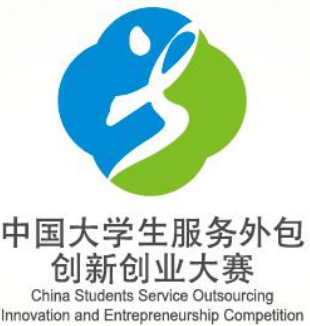 中国大学生服务外包
创新创业大赛
China Students Service Outsourcing
Innovation and Entrepreneurship Competition